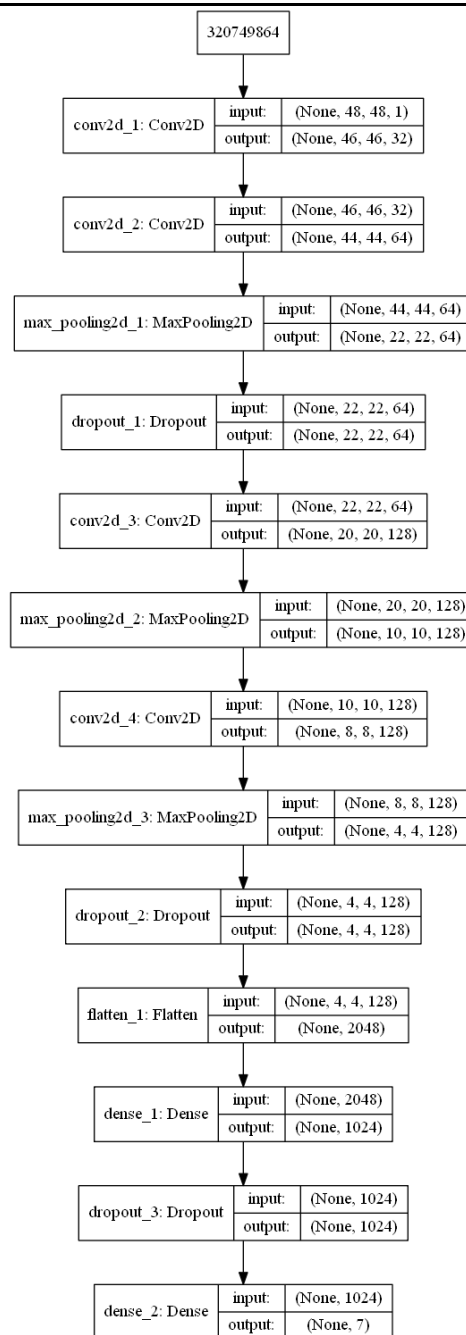 320749864
conv2d_1: Conv2D
input: (None, 48, 48, 1)
output: (None, 46, 46, 32)
conv2d_2: Conv2D
input: (None, 46, 46, 32)
output: (None, 44, 44, 64)
max_pooling2d_1: MaxPooling2D
input: (None, 44, 44, 64)
output: (None, 22, 22, 64)
dropout_1: Dropout
input: (None, 22, 22, 64)
output: (None, 22, 22, 64)
conv2d_3: Conv2D
input: (None, 22, 22, 64)
output: (None, 20, 20, 128)
max_pooling2d_2: MaxPooling2D
input: (None, 20, 20, 128)
output: (None, 10, 10, 128)
conv2d_4: Conv2D
input: (None, 10, 10, 128)
output: (None, 8, 8, 128)
max_pooling2d_3: MaxPooling2D
input: (None, 8, 8, 128)
output: (None, 4, 4, 128)
dropout_2: Dropout
input: (None, 4, 4, 128)
output: (None, 4, 4, 128)
flatten_1: Flatten
input: (None, 4, 4, 128)
output: (None, 2048)
dense_1: Dense
input: (None, 2048)
output: (None, 1024)
dropout_3: Dropout
input: (None, 1024)
output: (None, 1024)
dense_2: Dense
input: (None, 1024)
output: (None, 7)